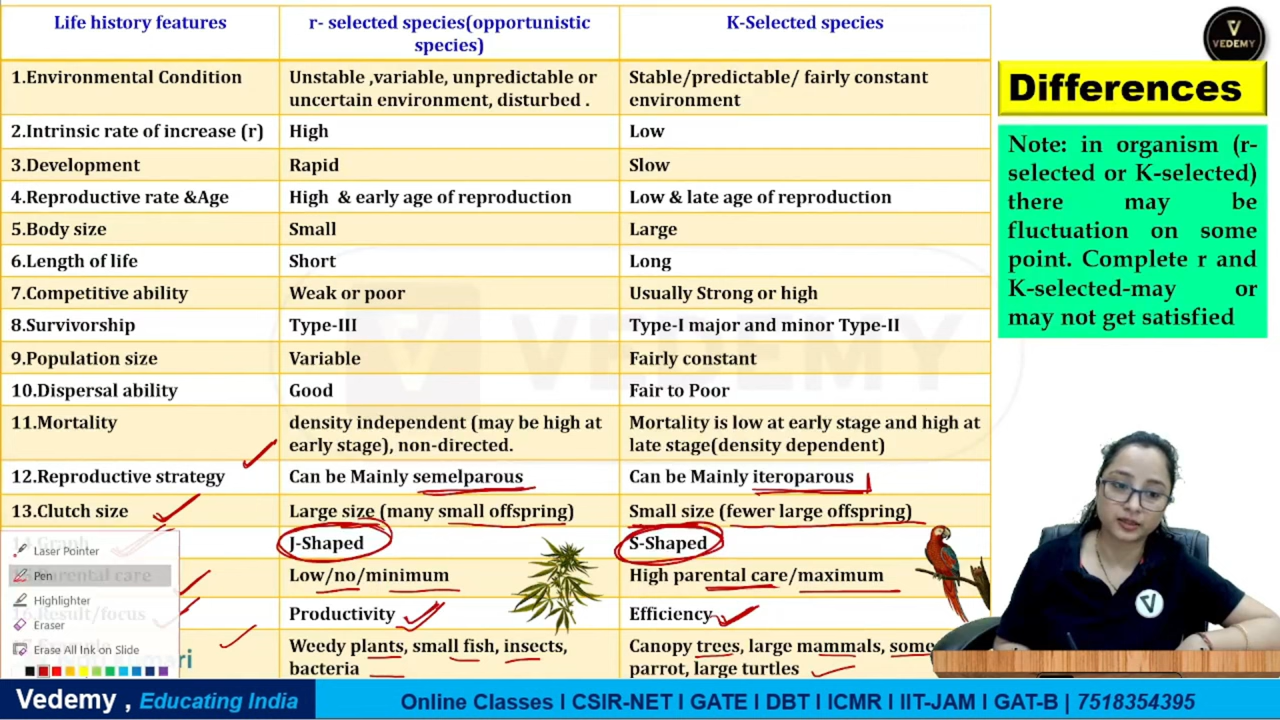 Life history features
r- selected species(opportunistic
species)
K-Selected species
1.Environmental Condition
Unstable ,variable, unpredictable or
uncertain environment, disturbed .
Stable/predictable/ fairly constant
environment
2.Intrinsic rate of increase (r)
High
Low
3.Development
Rapid
Slow
4.Reproductive rate &Age
High & early age of reproduction
Low & late age of reproduction
5.Body size
Small
Large
6.Length of life
Short
Long
7.Competitive ability
Weak or poor
Usually Strong or high
8.Survivorship
Type-III
Type-I major and minor Type-II
9.Population size
Variable
Fairly constant
10.Dispersal ability
Good
Fair to Poor
11.Mortality
density independent (may be high at
early stage), non-directed.
Mortality is low at early stage and high at
late stage(density dependent)
12.Reproductive strategy
Can be Mainly semelparous
Can be Mainly iteroparous
13.Clutch size
Large size (many small offspring)
Small size (fewer large offspring)
14.Graph
J-Shaped
S-Shaped
Parental care
Low/no/minimum
High parental care/maximum
16.Result/focus
Productivity
Efficiency
Weedy plants, small fish, insects,
bacteria
Canopy trees, large mammals, some
parrot, large turtles
Laser Pointer
Pen
Highlighter
Eraser
Erase All Ink on Slide
mari
VEDEMY
VEDEMY
Differences
Note: in organism (r-
selected or K-selected)
there may be
fluctuation on some
point. Complete r and
K-selected-may or
may not get satisfied
Vedemy , Educating India
Online Classes I CSIR-NET I GATE I DBT I ICMR I IIT-JAM I GAT-B | 7518354395